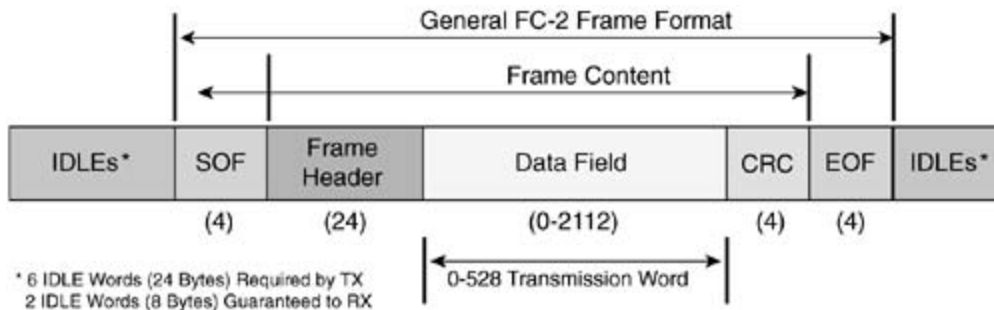 General FC-2 Frame Format
Frame Content
IDLEs* SOF Frame Header Data Field CRC EOF IDLEs*
(4) (24) (0-2112) (4) (4)
0-528 Transmission Word
* 6 IDLE Words (24 Bytes) Required by TX
2 IDLE Words (8 Bytes) Guaranteed to RX